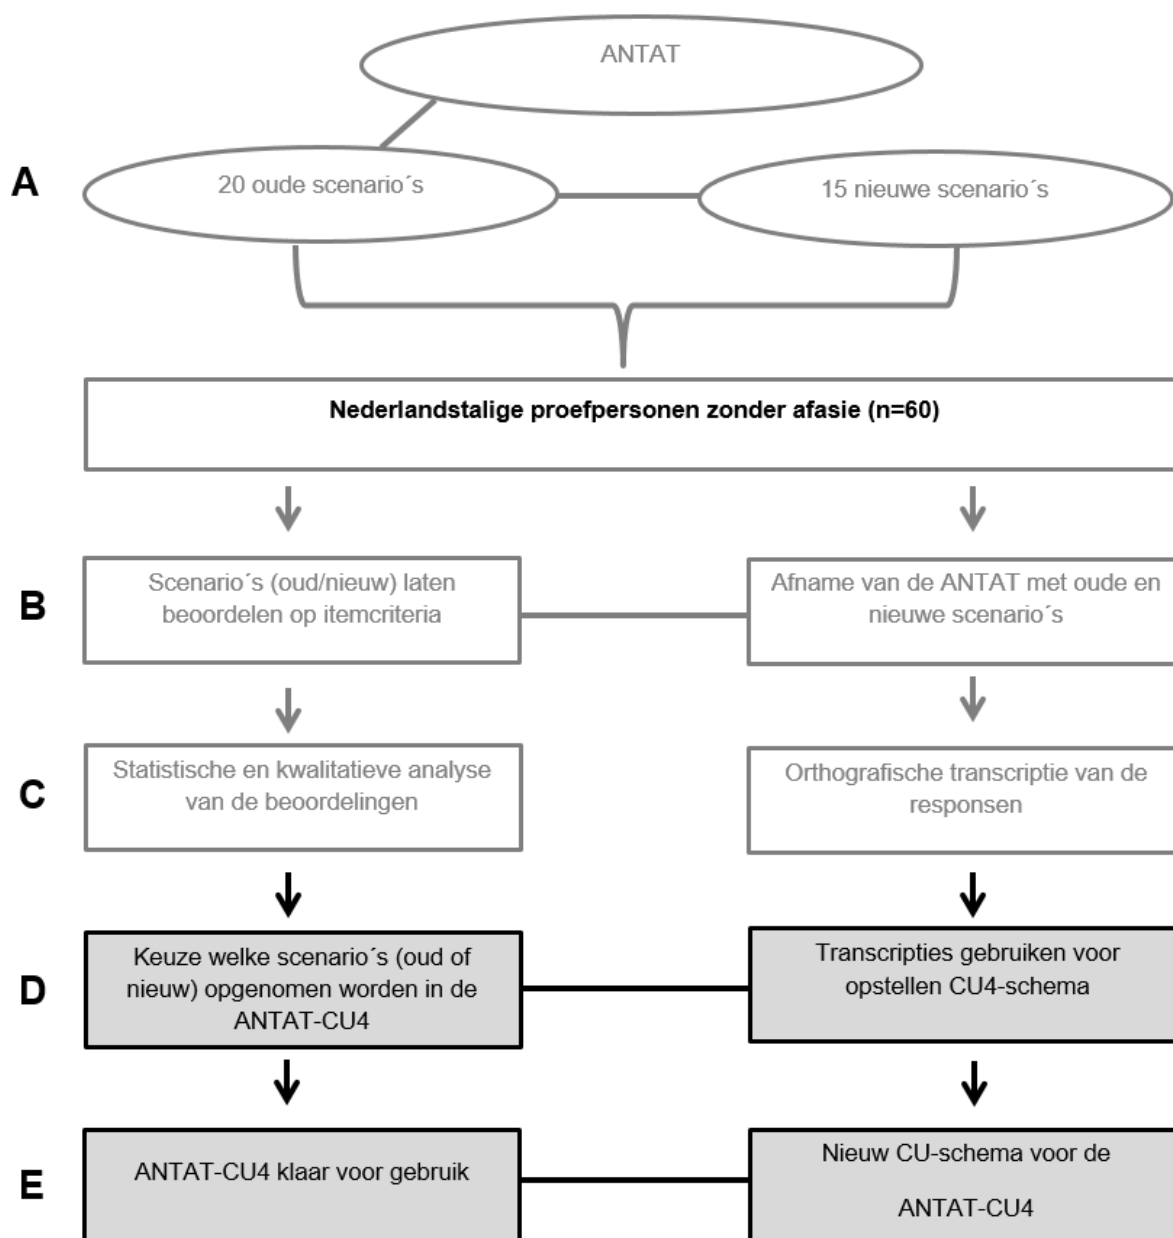 ANTAT
A
20 oude scenario´s
15 nieuwe scenario´s
Nederlandstalige proefpersonen zonder afasie (n=60)
B
Scenario´s (oud/nieuw) laten
beoordelen op itemcriteria
Afname van de ANTAT met oude en
nieuwe scenario´s
C
Statistische en kwalitatieve analyse
van de beoordelingen
Orthografische transcriptie van de
responsen
D
Keuze welke scenario´s (oud of
nieuw) opgenomen worden in de
ANTAT-CU4
Transcripties gebruiken voor
opstellen CU4-schema
E
ANTAT-CU4 klaar voor gebruik
Nieuw CU-schema voor de
ANTAT-CU4